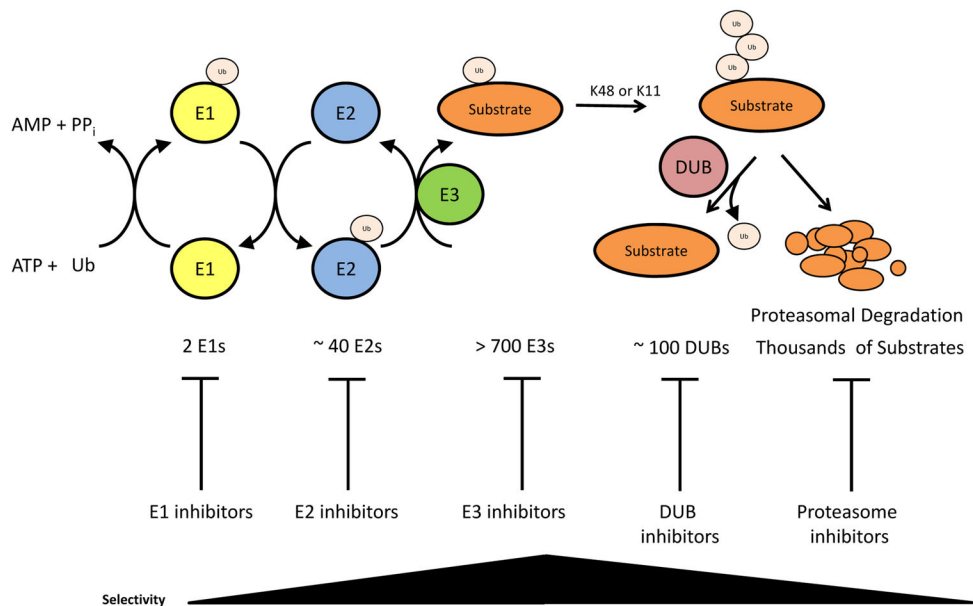 Ub
Ub
Ub
Ub
Ub
E1
E2
Substrate
K48 or K11
Substrate
AMP + PPi
DUB
E3
Ub
Ub
Substrate
ATP + Ub
E1
E2
Proteasomal Degradation
2 E1s
~ 40 E2s
> 700 E3s
~ 100 DUBs
Thousands of Substrates
E1 inhibitors
E2 inhibitors
E3 inhibitors
DUB
inhibitors
Proteasome
inhibitors
Selectivity